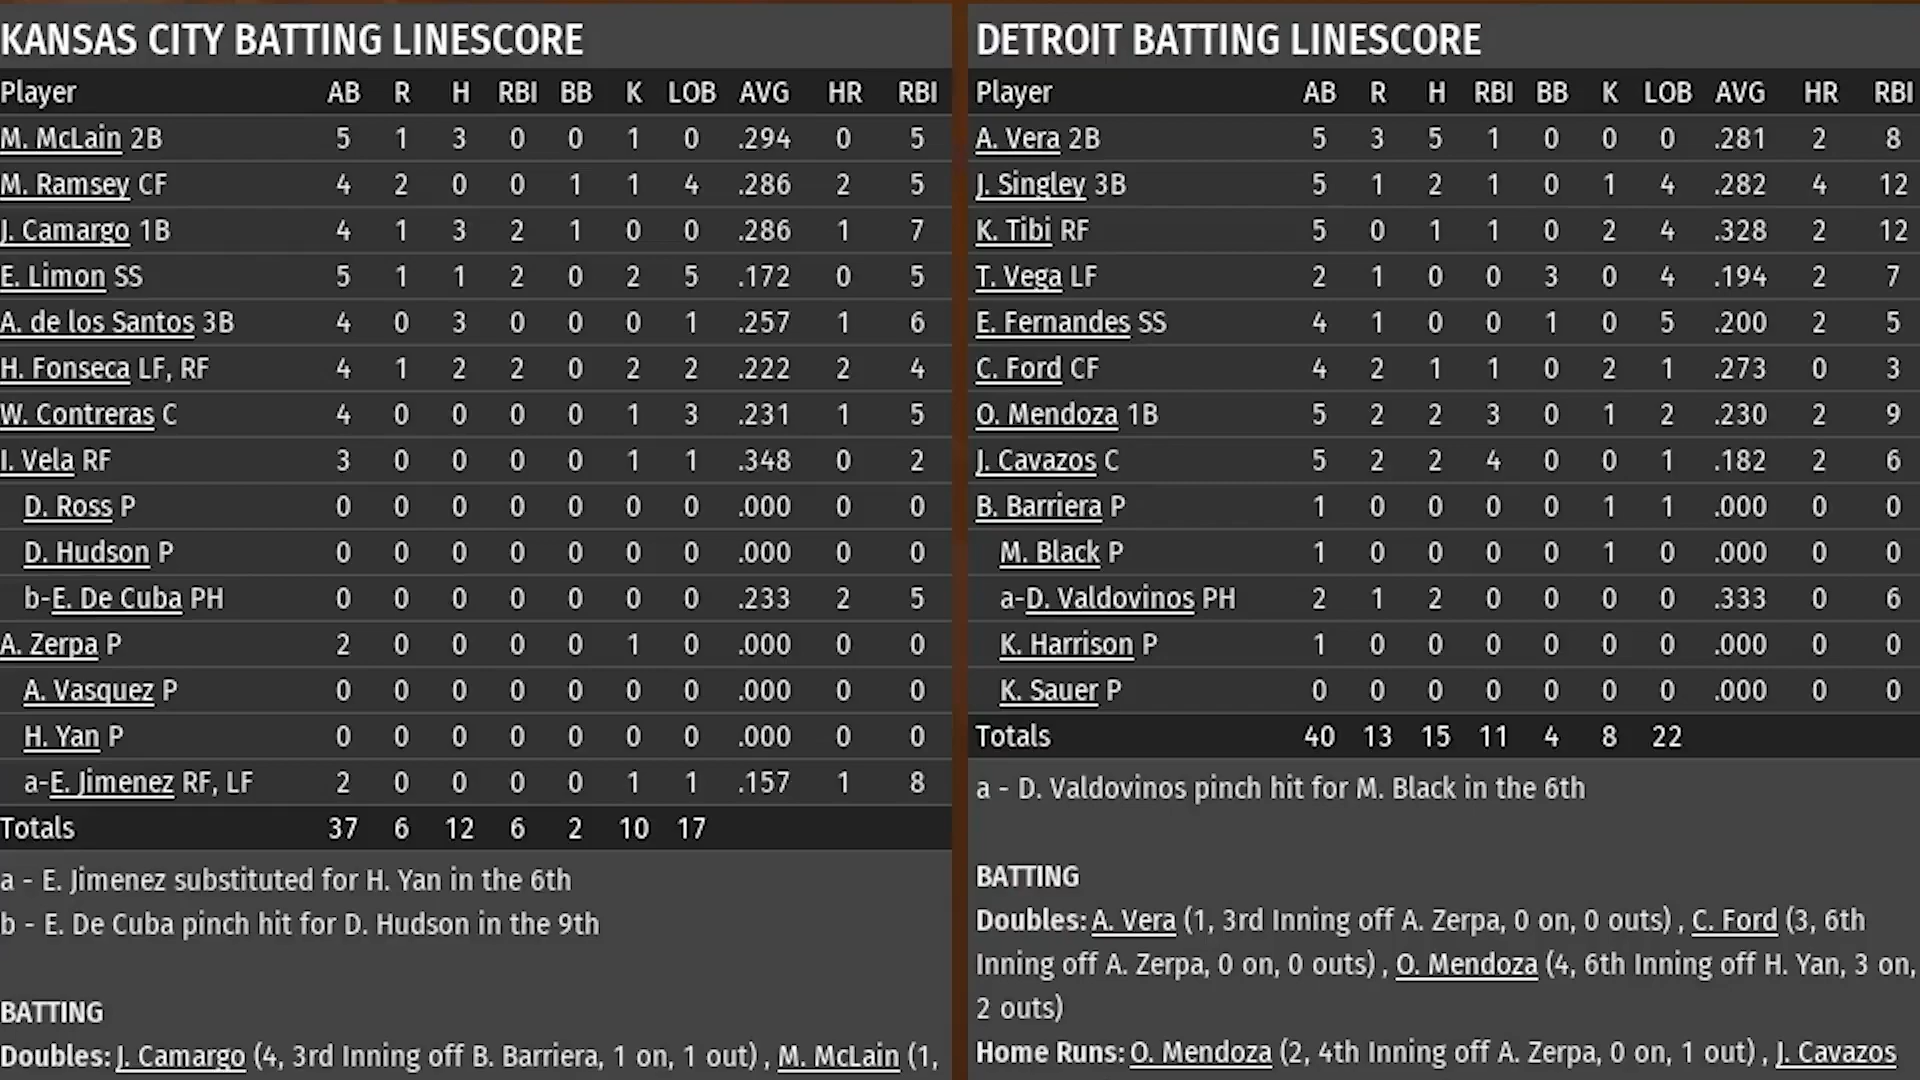 KANSAS CITY BATTING LINESCORE
Player AB R H RBI BB K LOB AVG HR RBI
M. McLain 2B 5 1 3 0 0 1 0 .294 0 5
M. Ramsey CF 4 2 0 0 1 1 4 .286 2 5
J. Camargo 1B 4 1 3 2 1 0 0 .286 1 7
E. Limon SS 5 1 1 2 0 2 5 .172 0 5
A. de los Santos 3B 4 0 3 0 0 0 1 .257 1 6
H. Fonseca LF, RF 4 1 2 2 0 2 2 .222 2 4
W. Contreras C 4 0 0 0 0 1 3 .231 1 5
I. Vela RF 3 0 0 0 0 1 1 .348 0 2
D. Ross P 0 0 0 0 0 0 0 .000 0 0
D. Hudson P 0 0 0 0 0 0 0 .000 0 0
b-E. De Cuba PH 0 0 0 0 0 0 0 .233 2 5
A. Zerpa P 2 0 0 0 0 1 0 .000 0 0
A. Vasquez P 0 0 0 0 0 0 0 .000 0 0
H. Yan P 0 0 0 0 0 0 0 .000 0 0
a-E. Jimenez RF, LF 2 0 0 0 0 1 1 .157 1 8
Totals 37 6 12 6 2 10 17
a - E. Jimenez substituted for H. Yan in the 6th
b - E. De Cuba pinch hit for D. Hudson in the 9th
BATTING
Doubles: J. Camargo (4, 3rd Inning off B. Barriera, 1 on, 1 out) , M. McLain (1,
DETROIT BATTING LINESCORE
Player AB R H RBI BB K LOB AVG HR RBI
A. Vera 2B 5 3 5 1 0 0 0 .281 2 8
J. Singley 3B 5 1 2 1 0 1 4 .282 4 12
K. Tibi RF 5 0 1 1 0 2 4 .328 2 12
T. Vega LF 2 1 0 0 3 0 4 .194 2 7
E. Fernandes SS 4 1 0 0 1 0 5 .200 2 5
C. Ford CF 4 2 1 1 0 2 1 .273 0 3
O. Mendoza 1B 5 2 2 3 0 1 2 .230 2 9
J. Cavazos C 5 2 2 4 0 0 1 .182 2 6
B. Barriera P 1 0 0 0 0 1 1 .000 0 0
M. Black P 1 0 0 0 0 1 0 .000 0 0
a-D. Valdovinos PH 2 1 2 0 0 0 0 .333 0 6
K. Harrison P 1 0 0 0 0 0 0 .000 0 0
K. Sauer P 0 0 0 0 0 0 0 .000 0 0
Totals 40 13 15 11 4 8 22
a - D. Valdovinos pinch hit for M. Black in the 6th
BATTING
Doubles: A. Vera (1, 3rd Inning off A. Zerpa, 0 on, 0 outs) , C. Ford (3, 6th
Inning off A. Zerpa, 0 on, 0 outs) , O. Mendoza (4, 6th Inning off H. Yan, 3 on,
2 outs)
Home Runs: O. Mendoza (2, 4th Inning off A. Zerpa, 0 on, 1 out) , J. Cavazos